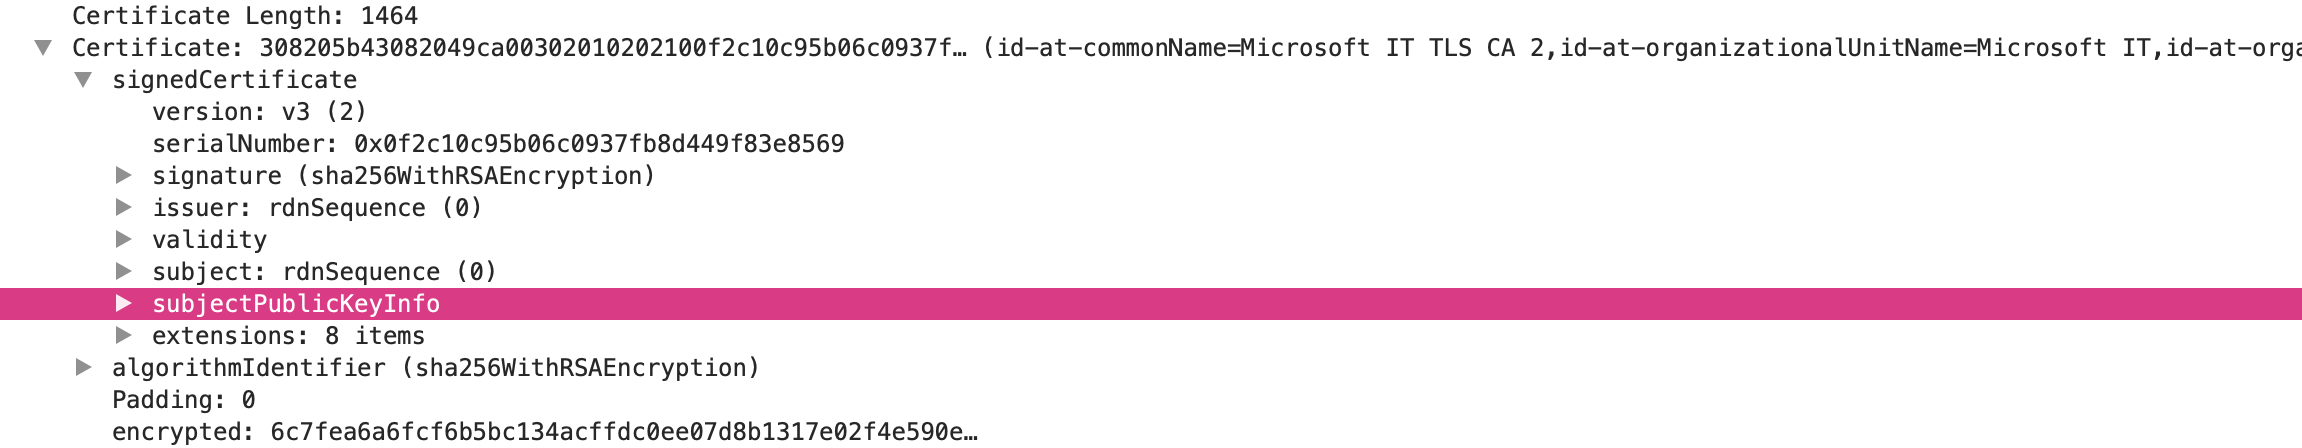 Certificate Length: 1464
Certificate: 308205b43082049ca00302010202100f2c10c95b06c0937f… (id-at-commonName=Microsoft IT TLS CA 2,id-at-organizationalUnitName=Microsoft IT,id-at-orga
signedCertificate
version: v3 (2)
serialNumber: 0x0f2c10c95b06c0937fb8d449f83e8569
signature (sha256WithRSAEncryption)
issuer: rdnSequence (0)
validity
subject: rdnSequence (0)
subjectPublicKeyInfo
extensions: 8 items
algorithmIdentifier (sha256WithRSAEncryption)
Padding: 0
encrypted: 6c7fea6a6fcf6b5bc134acffdc0ee07d8b1317e02f4e590e…